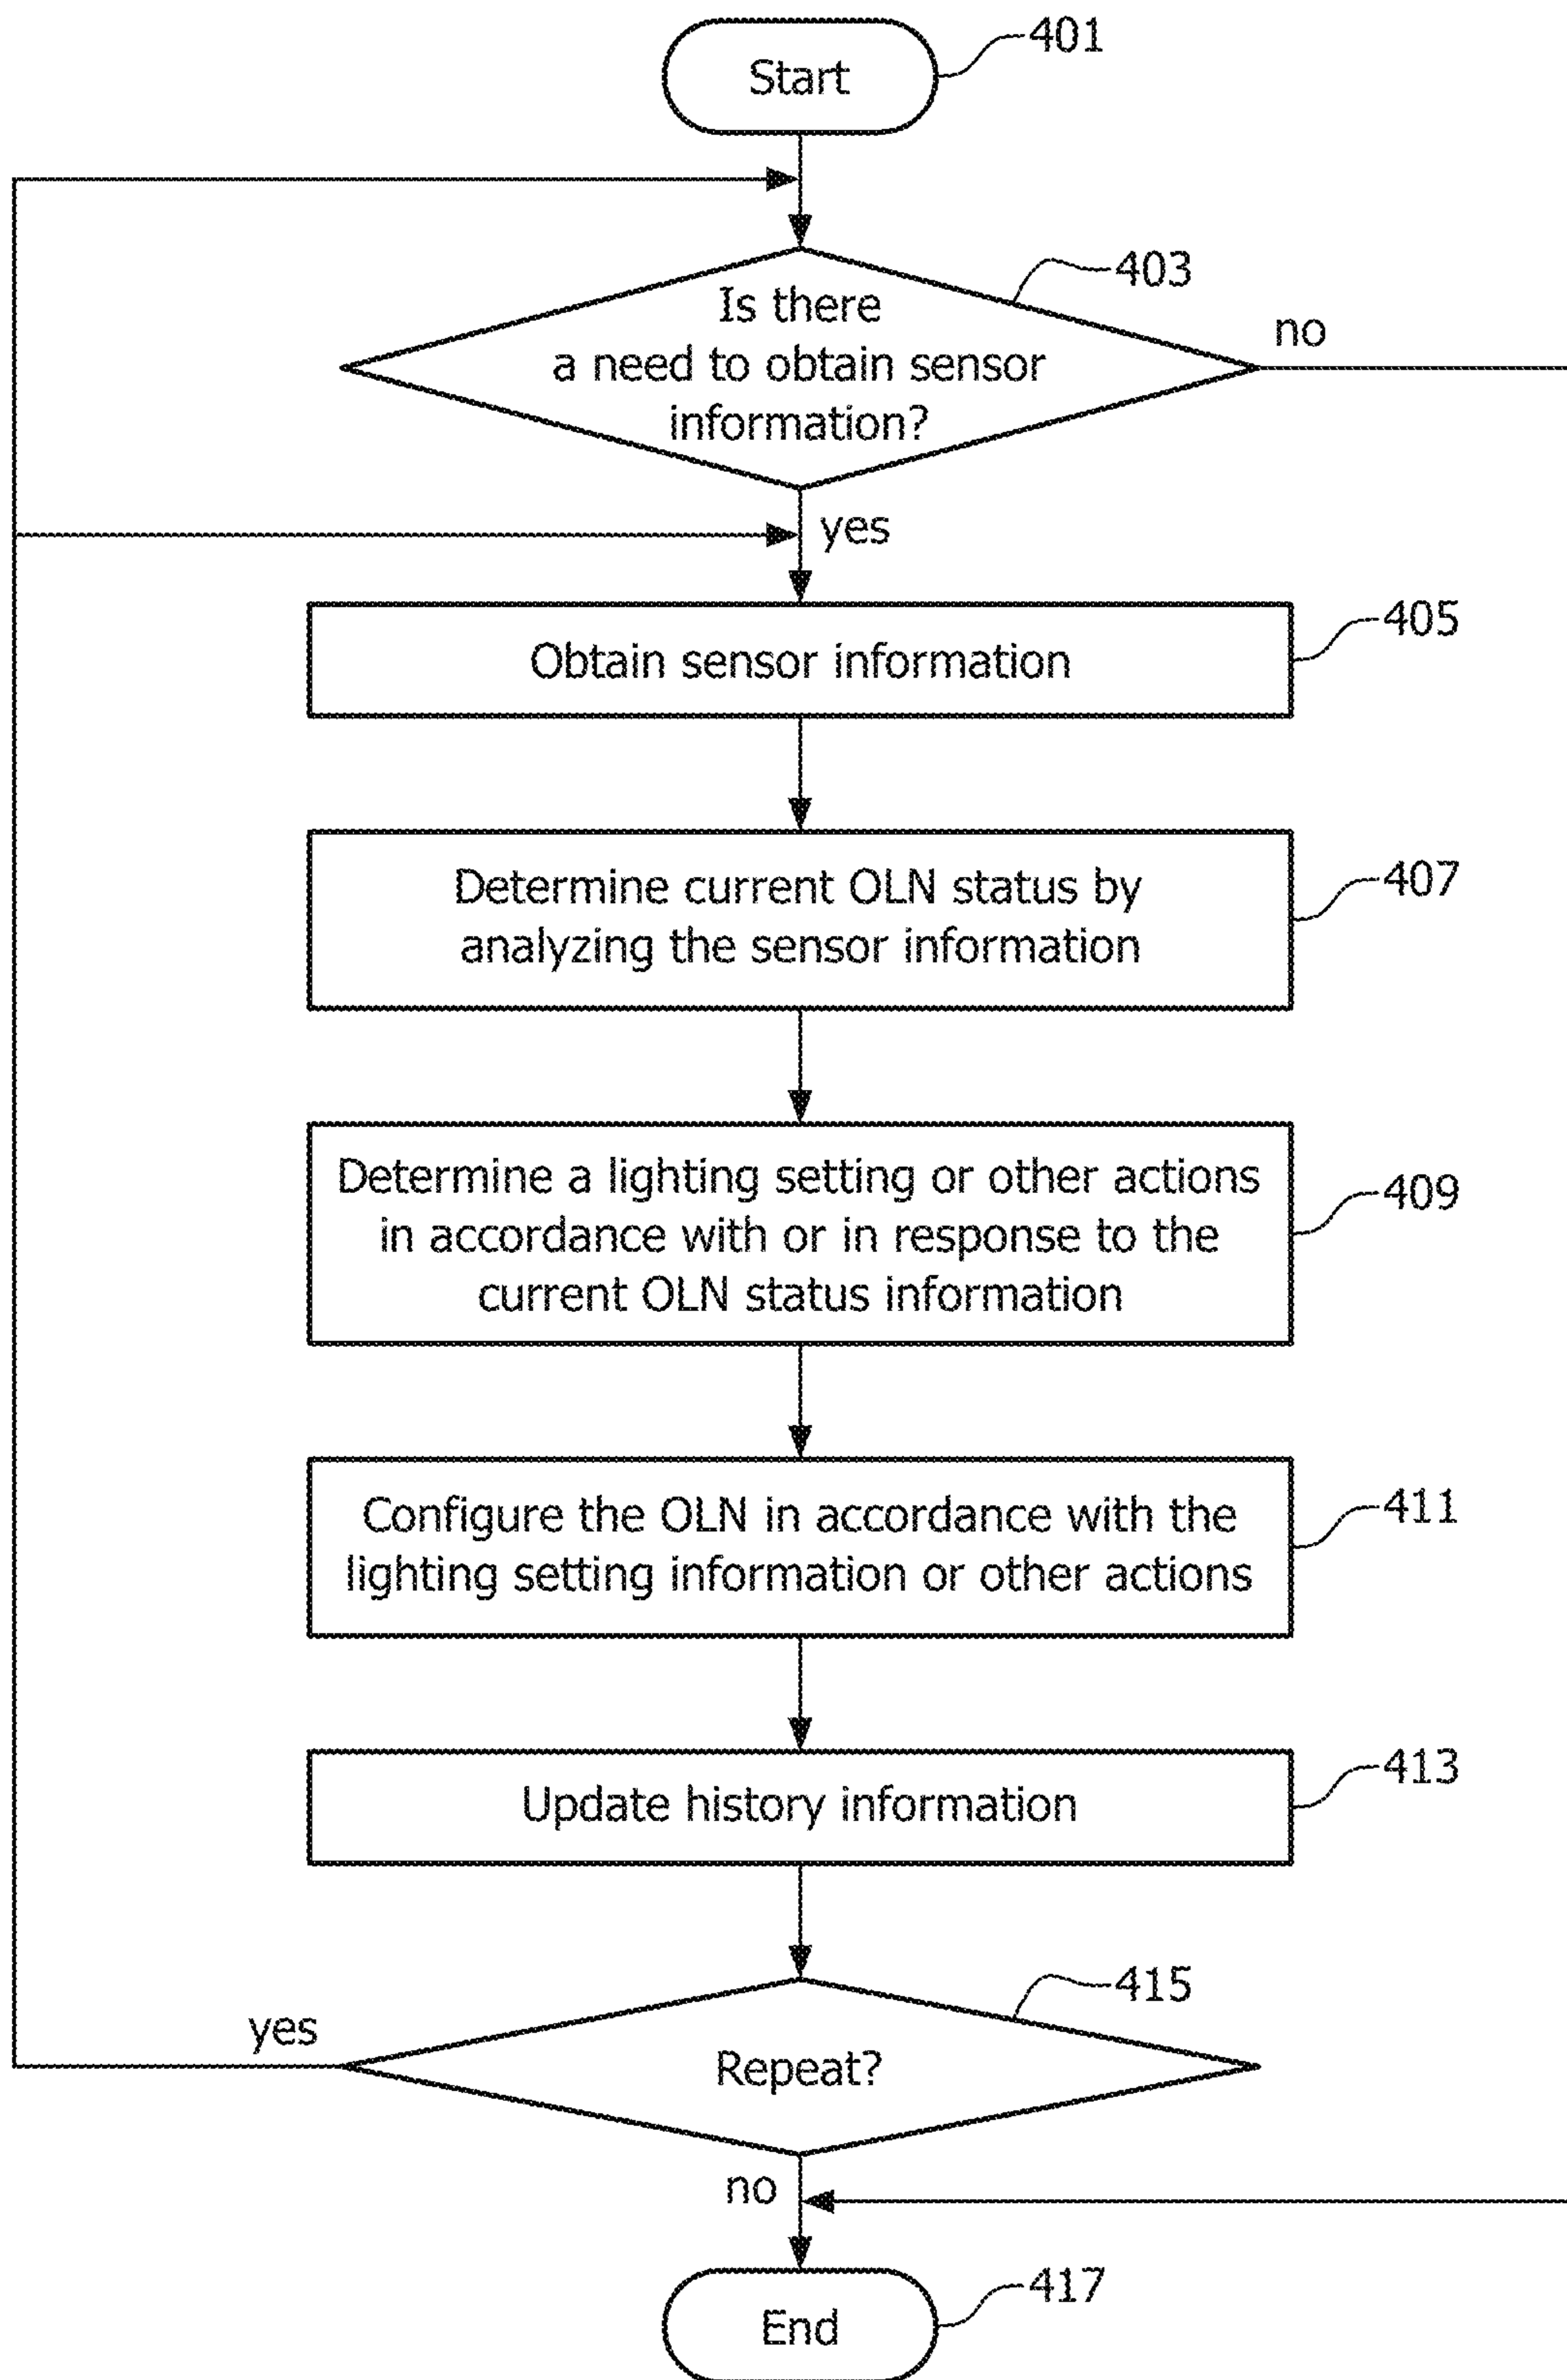 Start
401
Is there
a need to obtain sensor
information?
403
no
yes
Obtain sensor information
405
Determine current OLN status by
analyzing the sensor information
407
Determine a lighting setting or other actions
in accordance with or in response to the
current OLN status information
409
Configure the OLN in accordance with the
lighting setting information or other actions
411
Update history information
413
Repeat?
415
yes
no
End
417